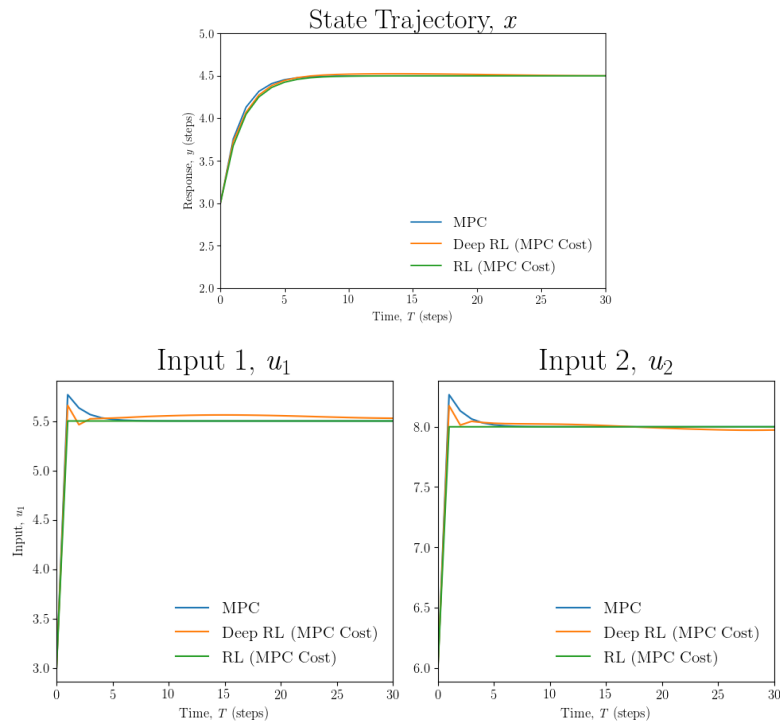 State Trajectory, x
5.0
4.5
4.0
3.5
3.0
2.5
2.0
Response, y (steps)
MPC
Deep RL (MPC Cost)
RL (MPC Cost)
0 5 10 15 20 25 30
Time, T (steps)
Input 1, u₁
5.5
5.0
4.5
4.0
3.5
3.0
Input, u₁
MPC
Deep RL (MPC Cost)
RL (MPC Cost)
0 5 10 15 20 25 30
Time, T (steps)
Input 2, u₂
8.0
7.5
7.0
6.5
6.0
MPC
Deep RL (MPC Cost)
RL (MPC Cost)
0 5 10 15 20 25 30
Time, T (steps)